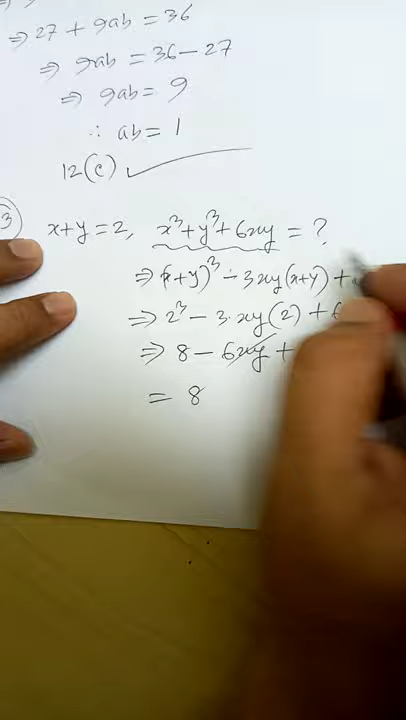 ⇒ 27 + 9ab = 36
⇒ 9ab = 36 - 27
⇒ 9ab = 9
∴ ab = 1
12(c) ✓
3 x+y = 2, x³+y³+6xy = ?
⇒ (x+y)³ - 3xy(x+y) +
⇒ 2³ - 3·xy(2) + 6
⇒ 8 - 6xy +
= 8